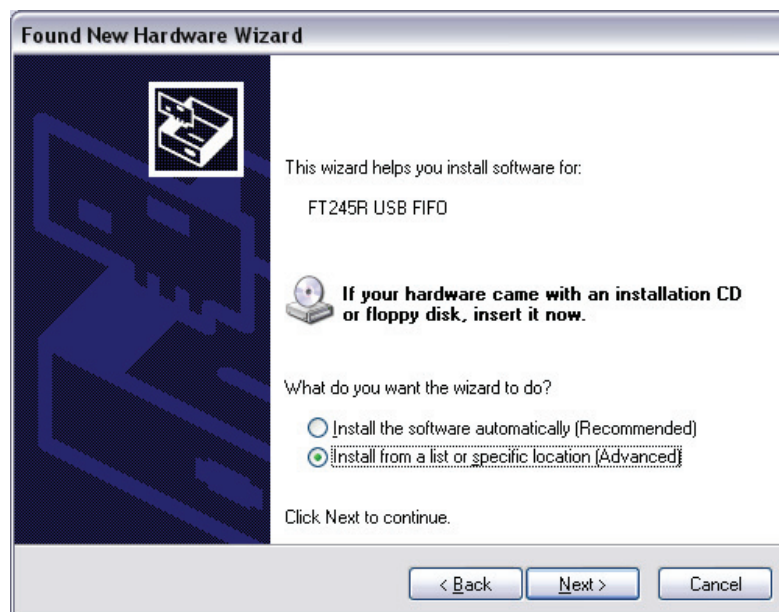 Found New Hardware Wizard
This wizard helps you install software for:
FT245R USB FIFO
If your hardware came with an installation CD
or floppy disk, insert it now.
What do you want the wizard to do?
Install the software automatically (Recommended)
Install from a list or specific location (Advanced)
Click Next to continue.
< Back Next > Cancel